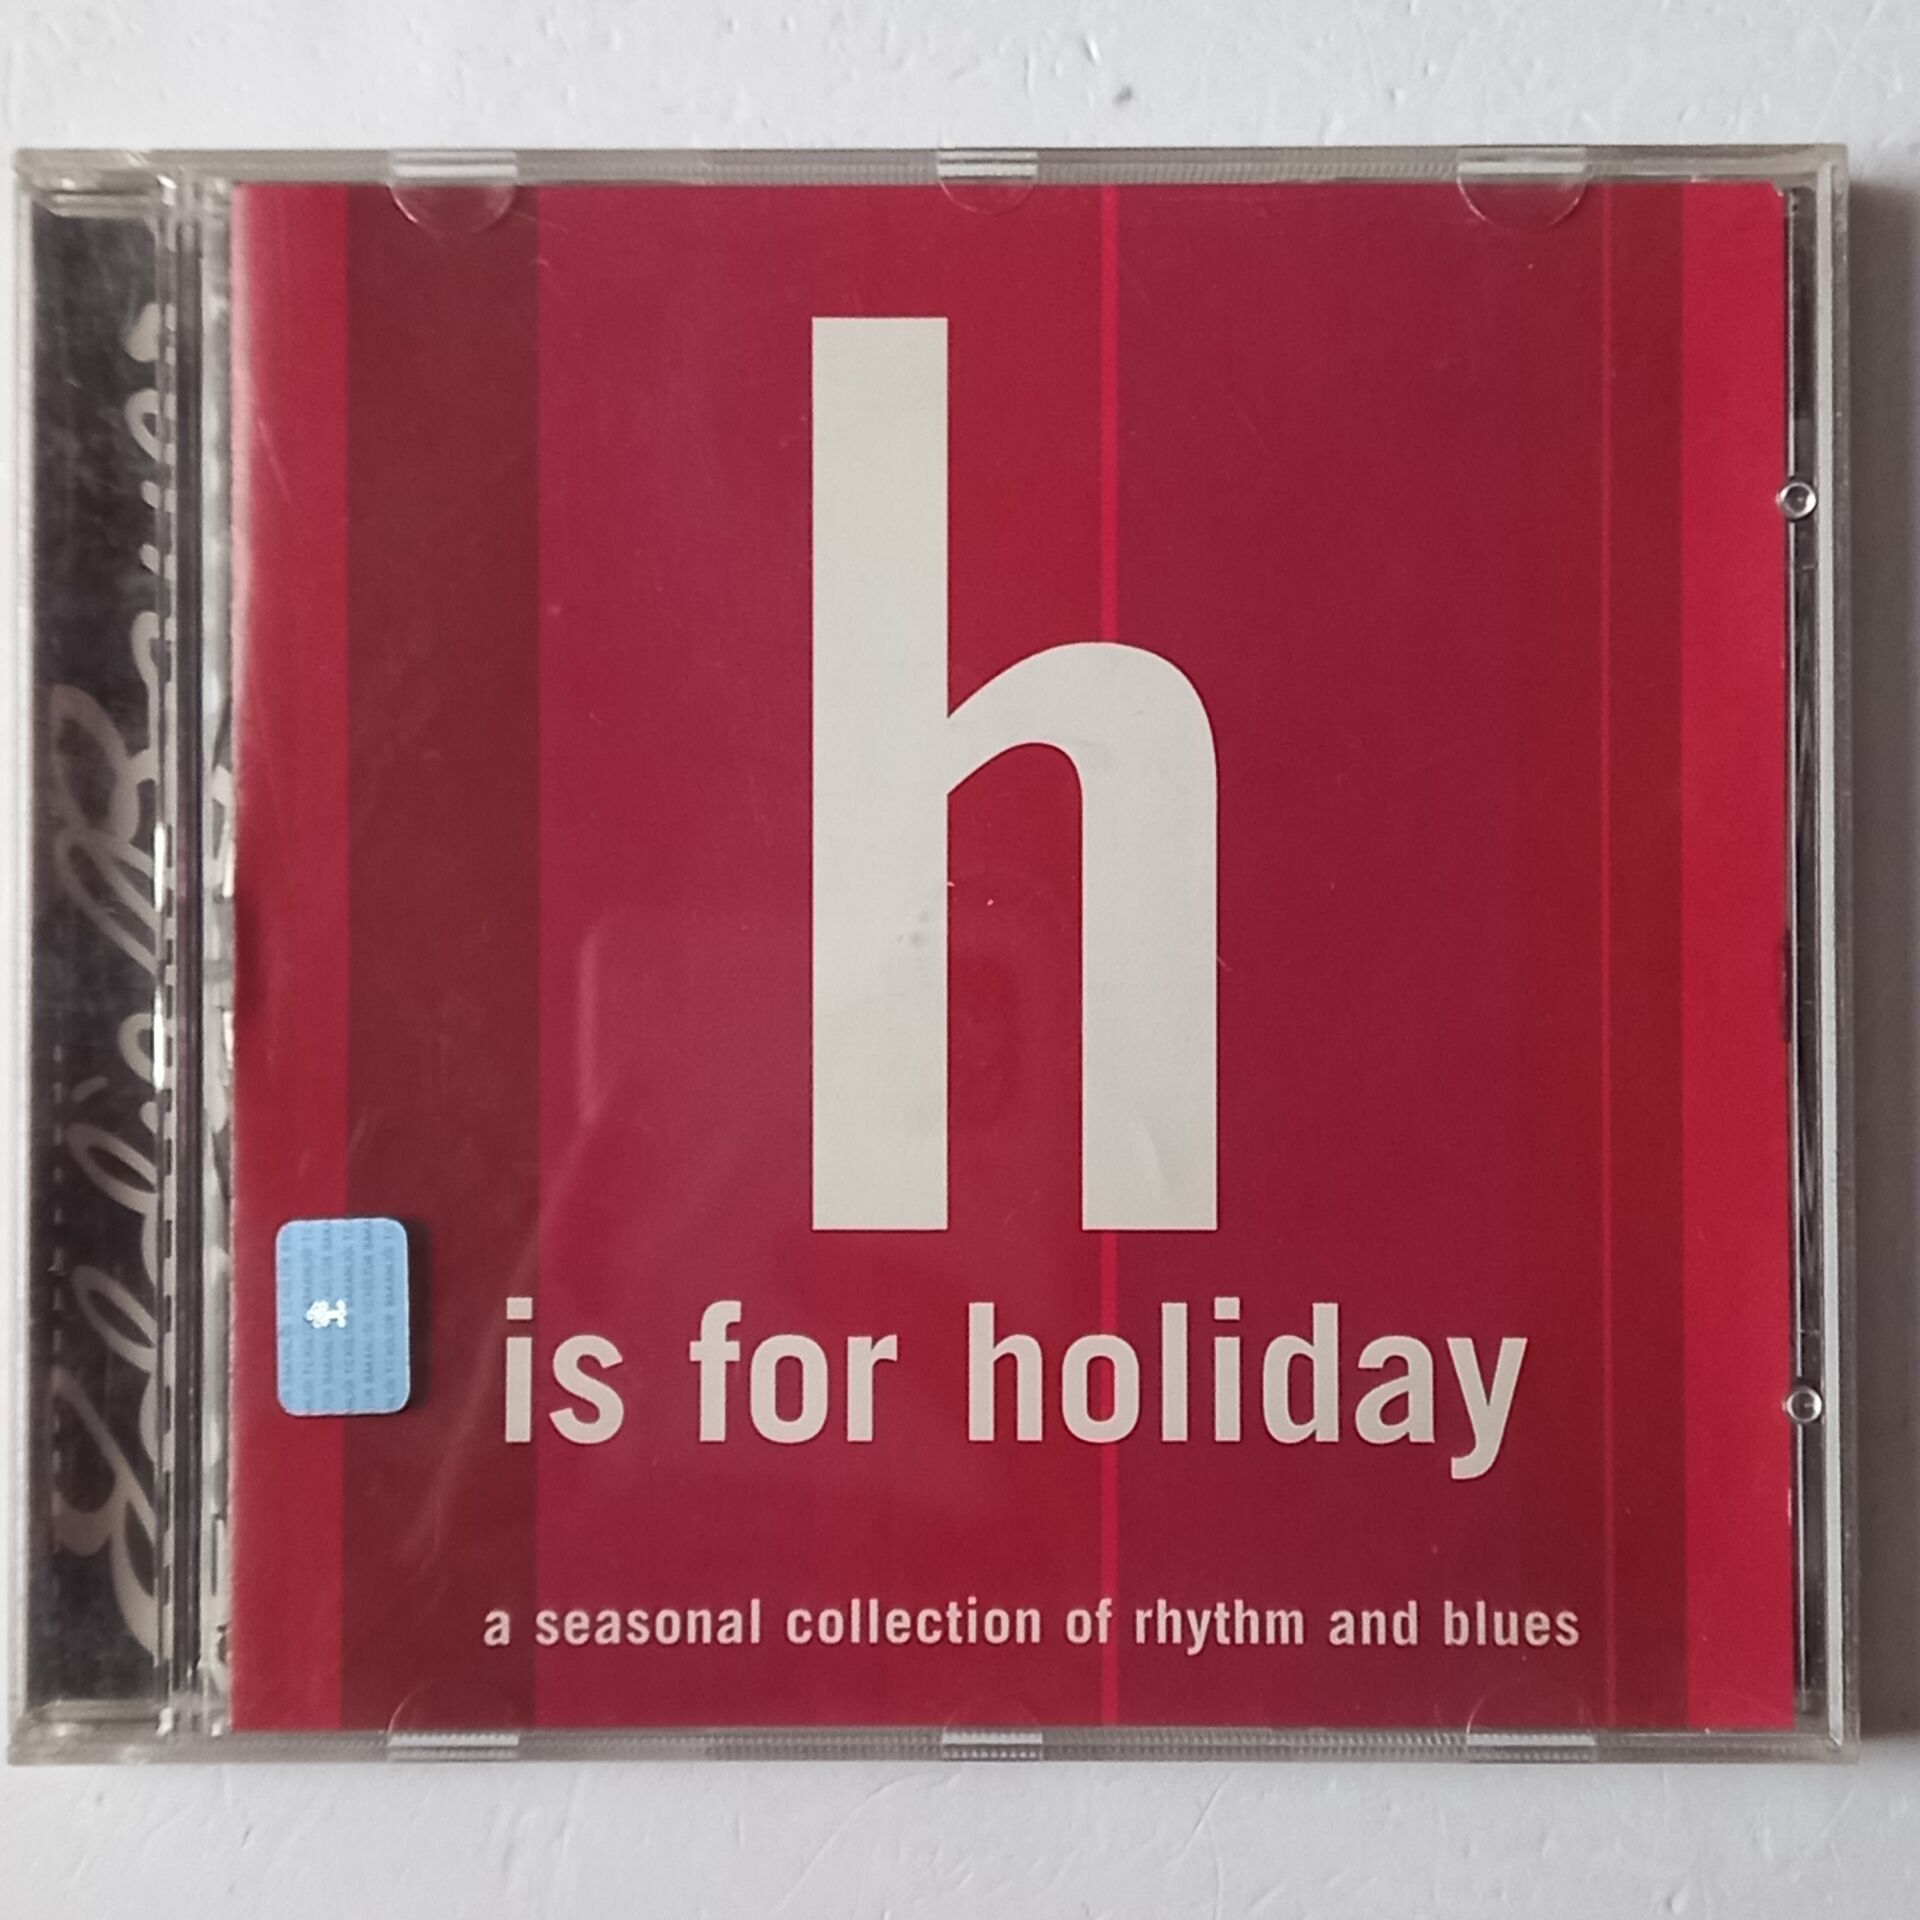 h
is for holiday
a seasonal collection of rhythm and blues